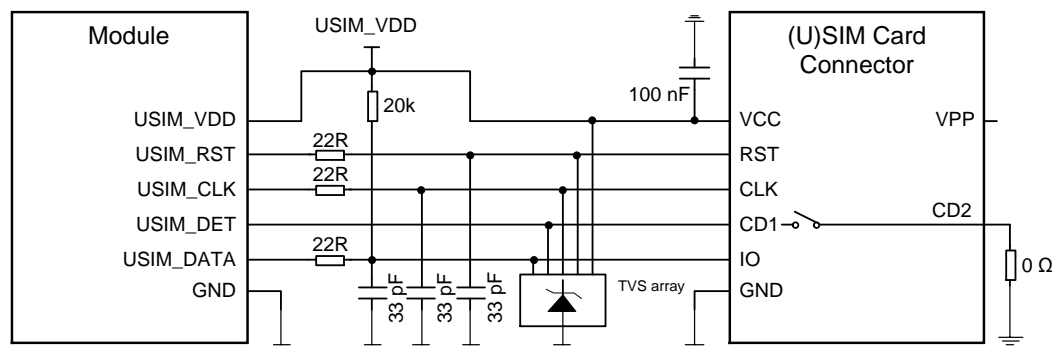 Module
USIM_VDD
(U)SIM Card
Connector
100 nF
20k
USIM_VDD
VCC
VPP
22R
USIM_RST
RST
22R
USIM_CLK
CLK
USIM_DET
CD1
CD2
22R
USIM_DATA
IO
0 Ω
GND
33 pF
33 pF
33 pF
TVS array
GND